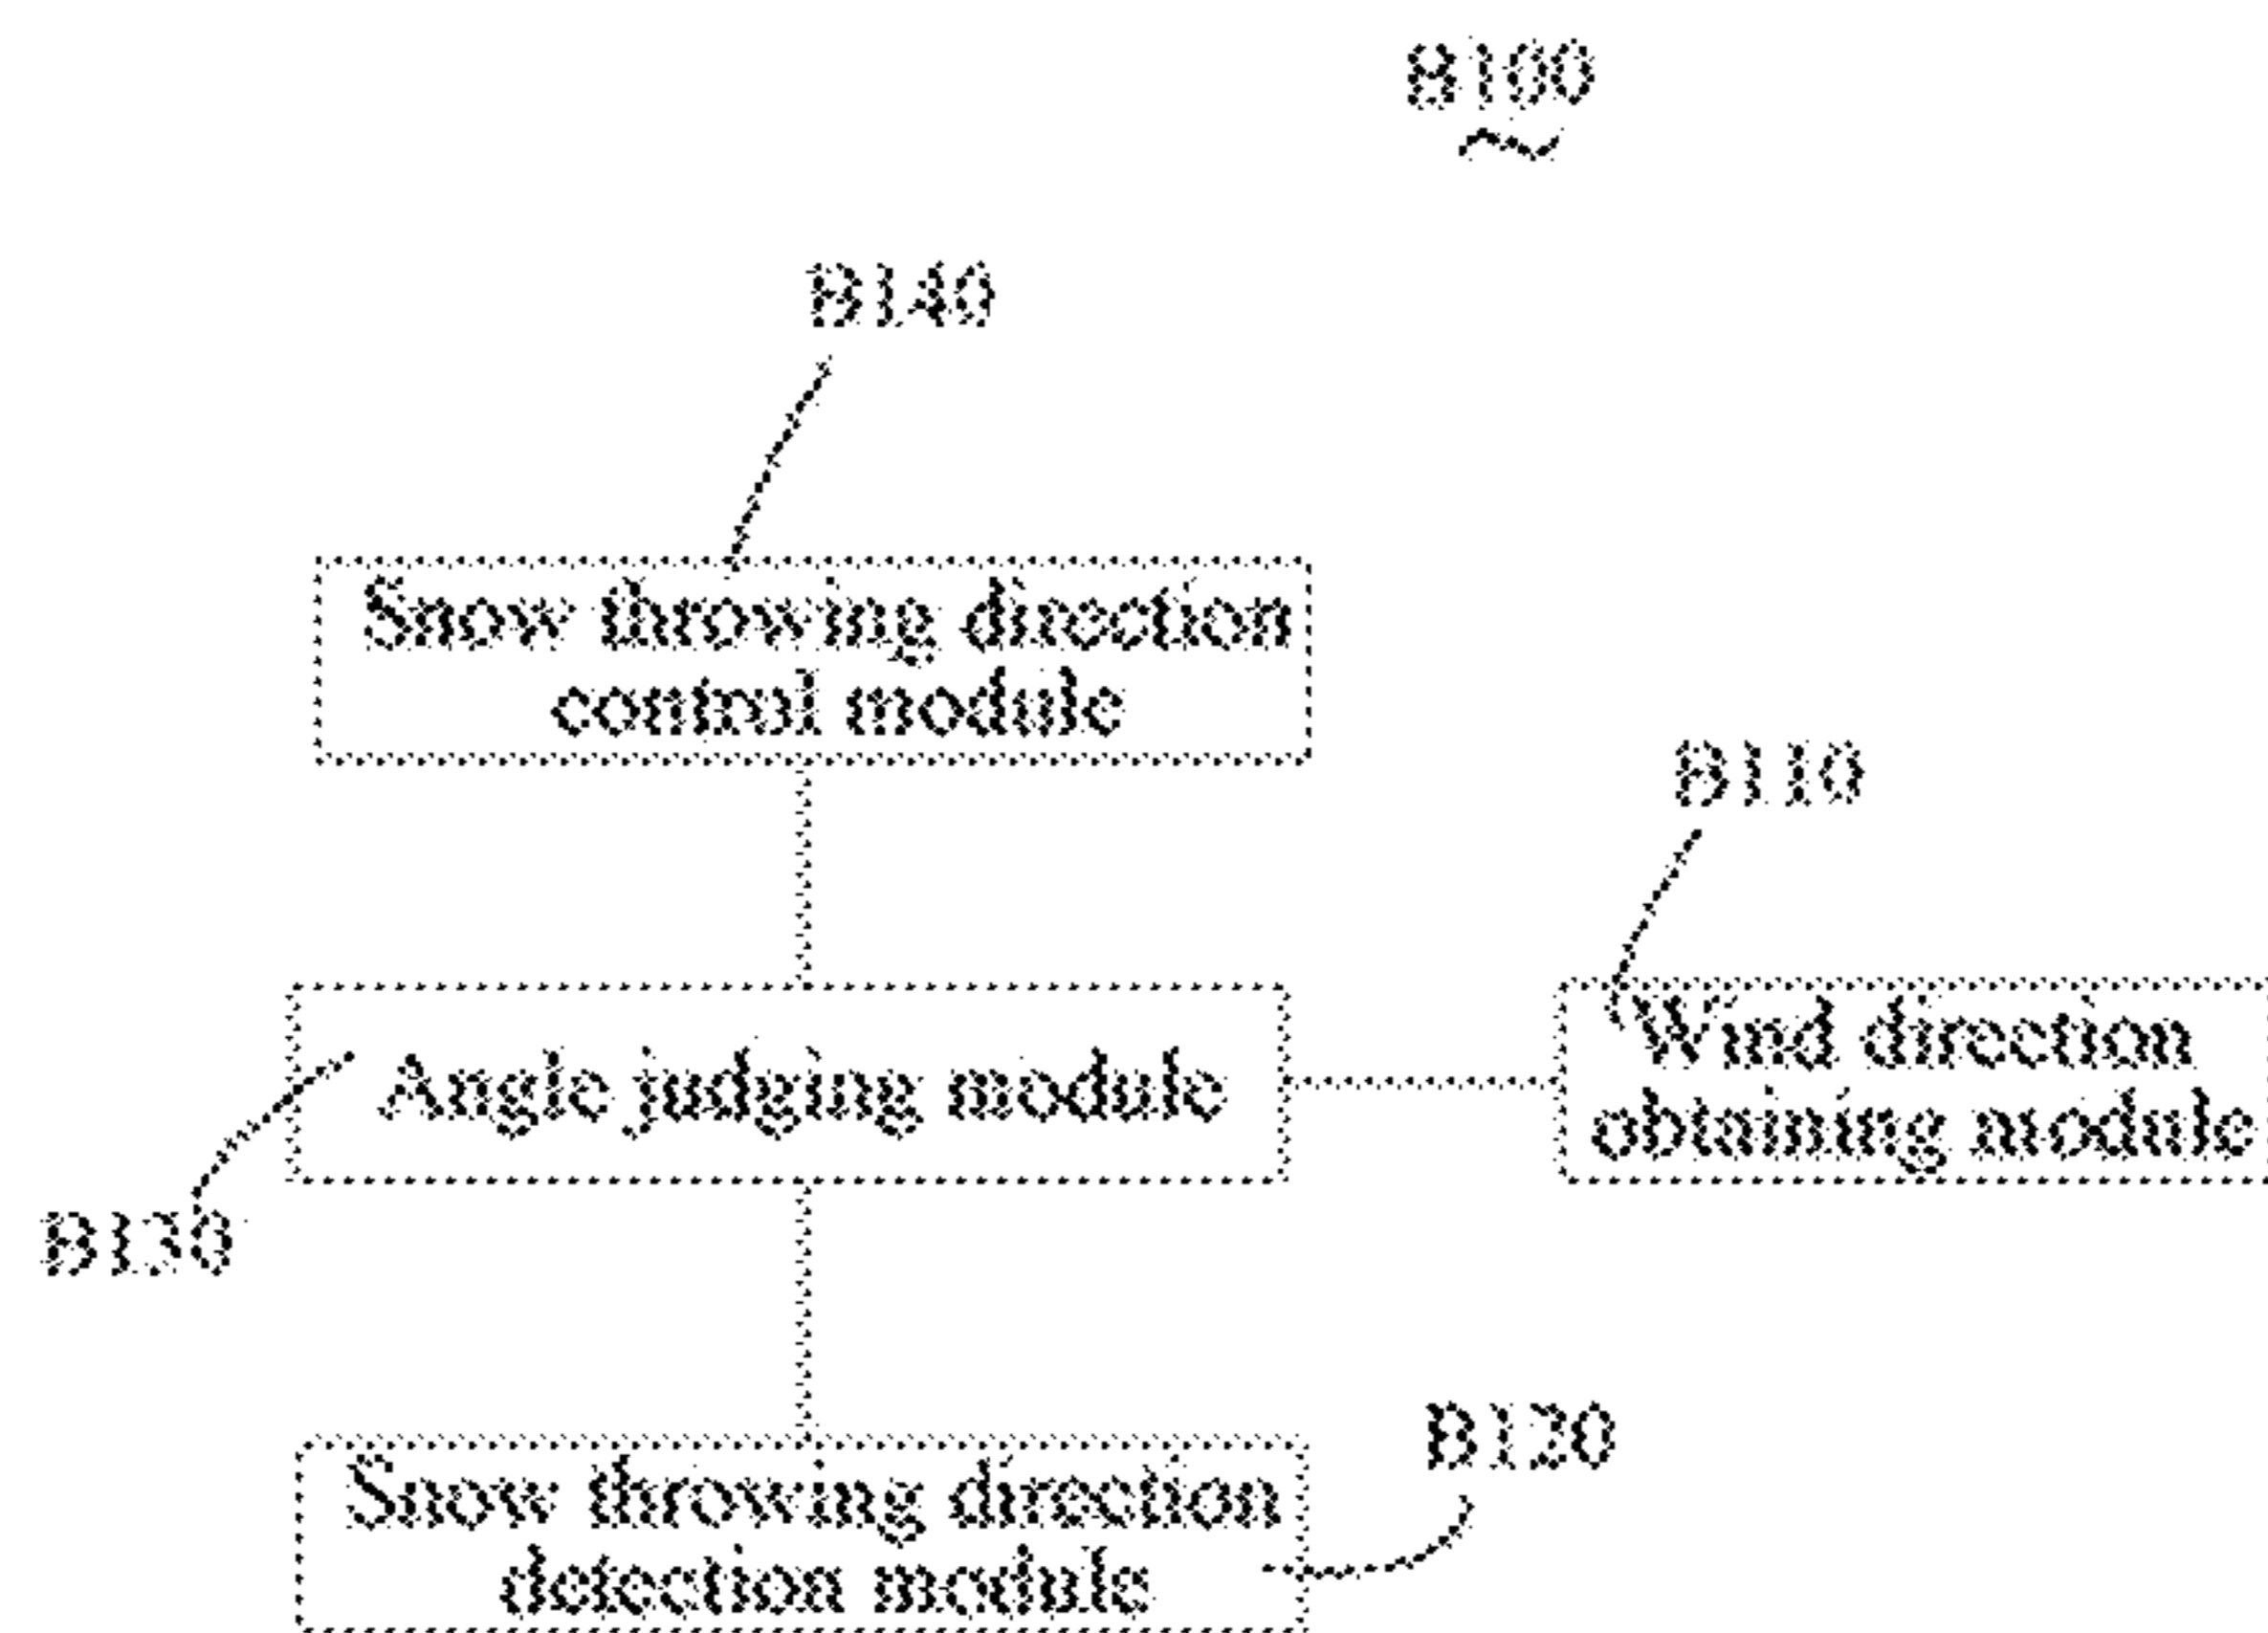 B100
B140
Snow throwing direction
control module
B110
Angle judging module
Wind direction
obtaining module
B130
B120
Snow throwing direction
detection module